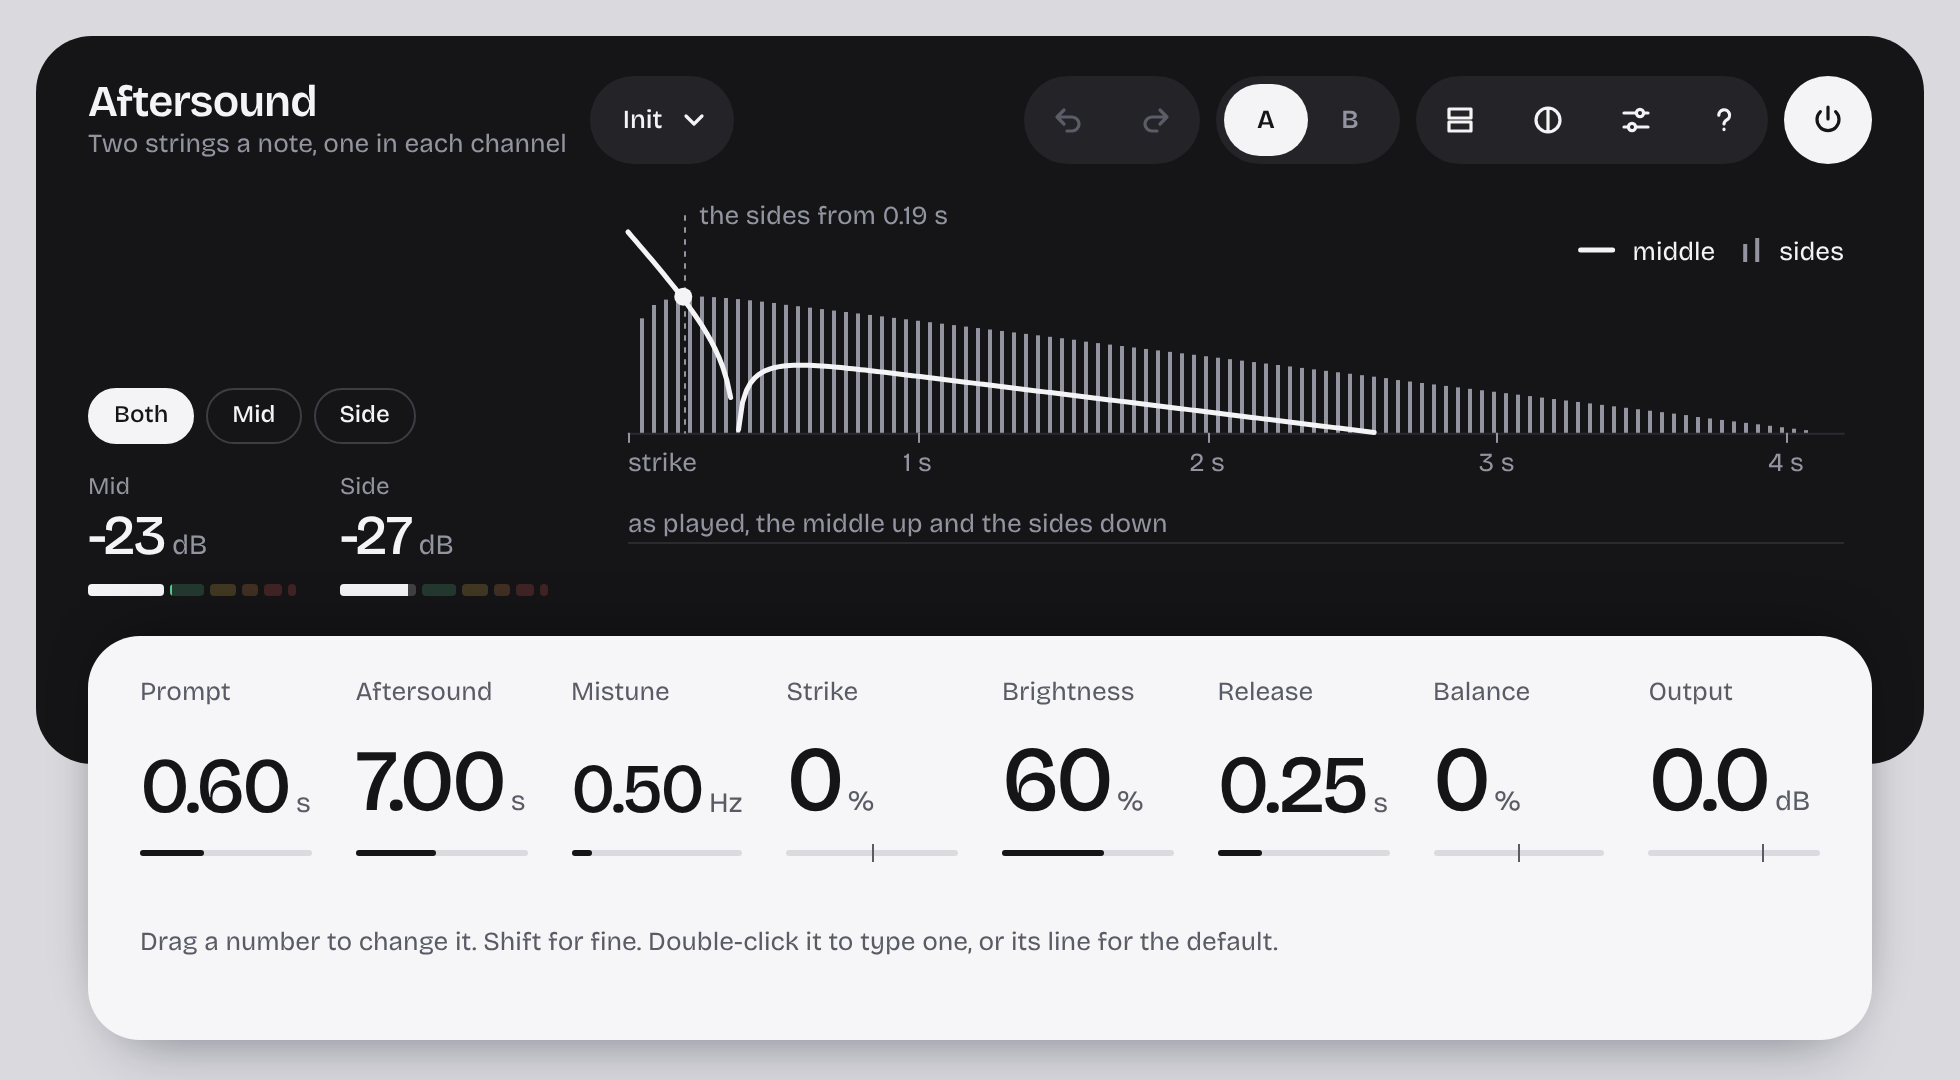 Aftersound
Two strings a note, one in each channel
Init
A B ?
the sides from 0.19 s
middle sides
Both Mid Side
strike 1 s 2 s 3 s 4 s
Mid Side
-23 dB -27 dB
as played, the middle up and the sides down
Prompt Aftersound Mistune Strike Brightness Release Balance Output
0.60 s 7.00 s 0.50 Hz 0 % 60 % 0.25 s 0 % 0.0 dB
Drag a number to change it. Shift for fine. Double-click it to type one, or its line for the default.